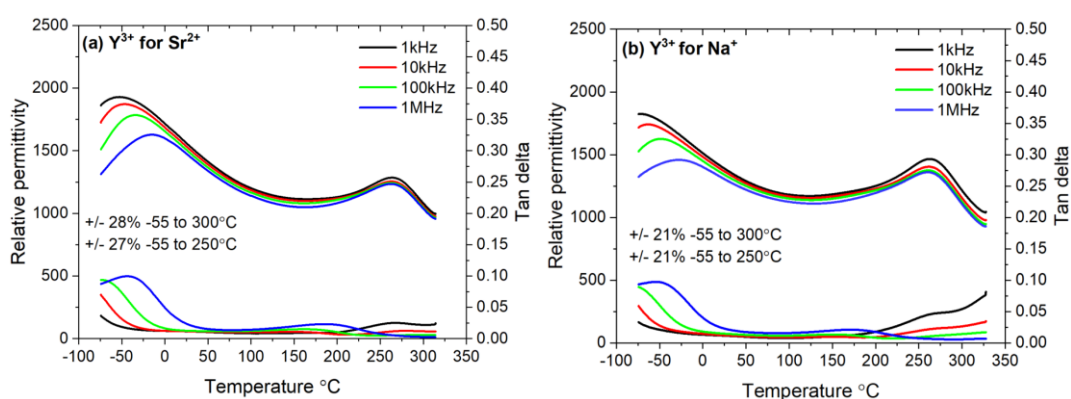 (a) Y³⁺ for Sr²⁺
1kHz
10kHz
100kHz
1MHz
+/- 28% -55 to 300°C
+/- 27% -55 to 250°C
Relative permittivity
2500
2000
1500
1000
500
0
Tan delta
0.50
0.45
0.40
0.35
0.30
0.25
0.20
0.15
0.10
0.05
0.00
-100 -50 0 50 100 150 200 250 300 350
Temperature °C
(b) Y³⁺ for Na⁺
1kHz
10kHz
100kHz
1MHz
+/- 21% -55 to 300°C
+/- 21% -55 to 250°C
Relative permittivity
2500
2000
1500
1000
500
0
Tan delta
0.50
0.45
0.40
0.35
0.30
0.25
0.20
0.15
0.10
0.05
0.00
-100 -50 0 50 100 150 200 250 300 350
Temperature °C